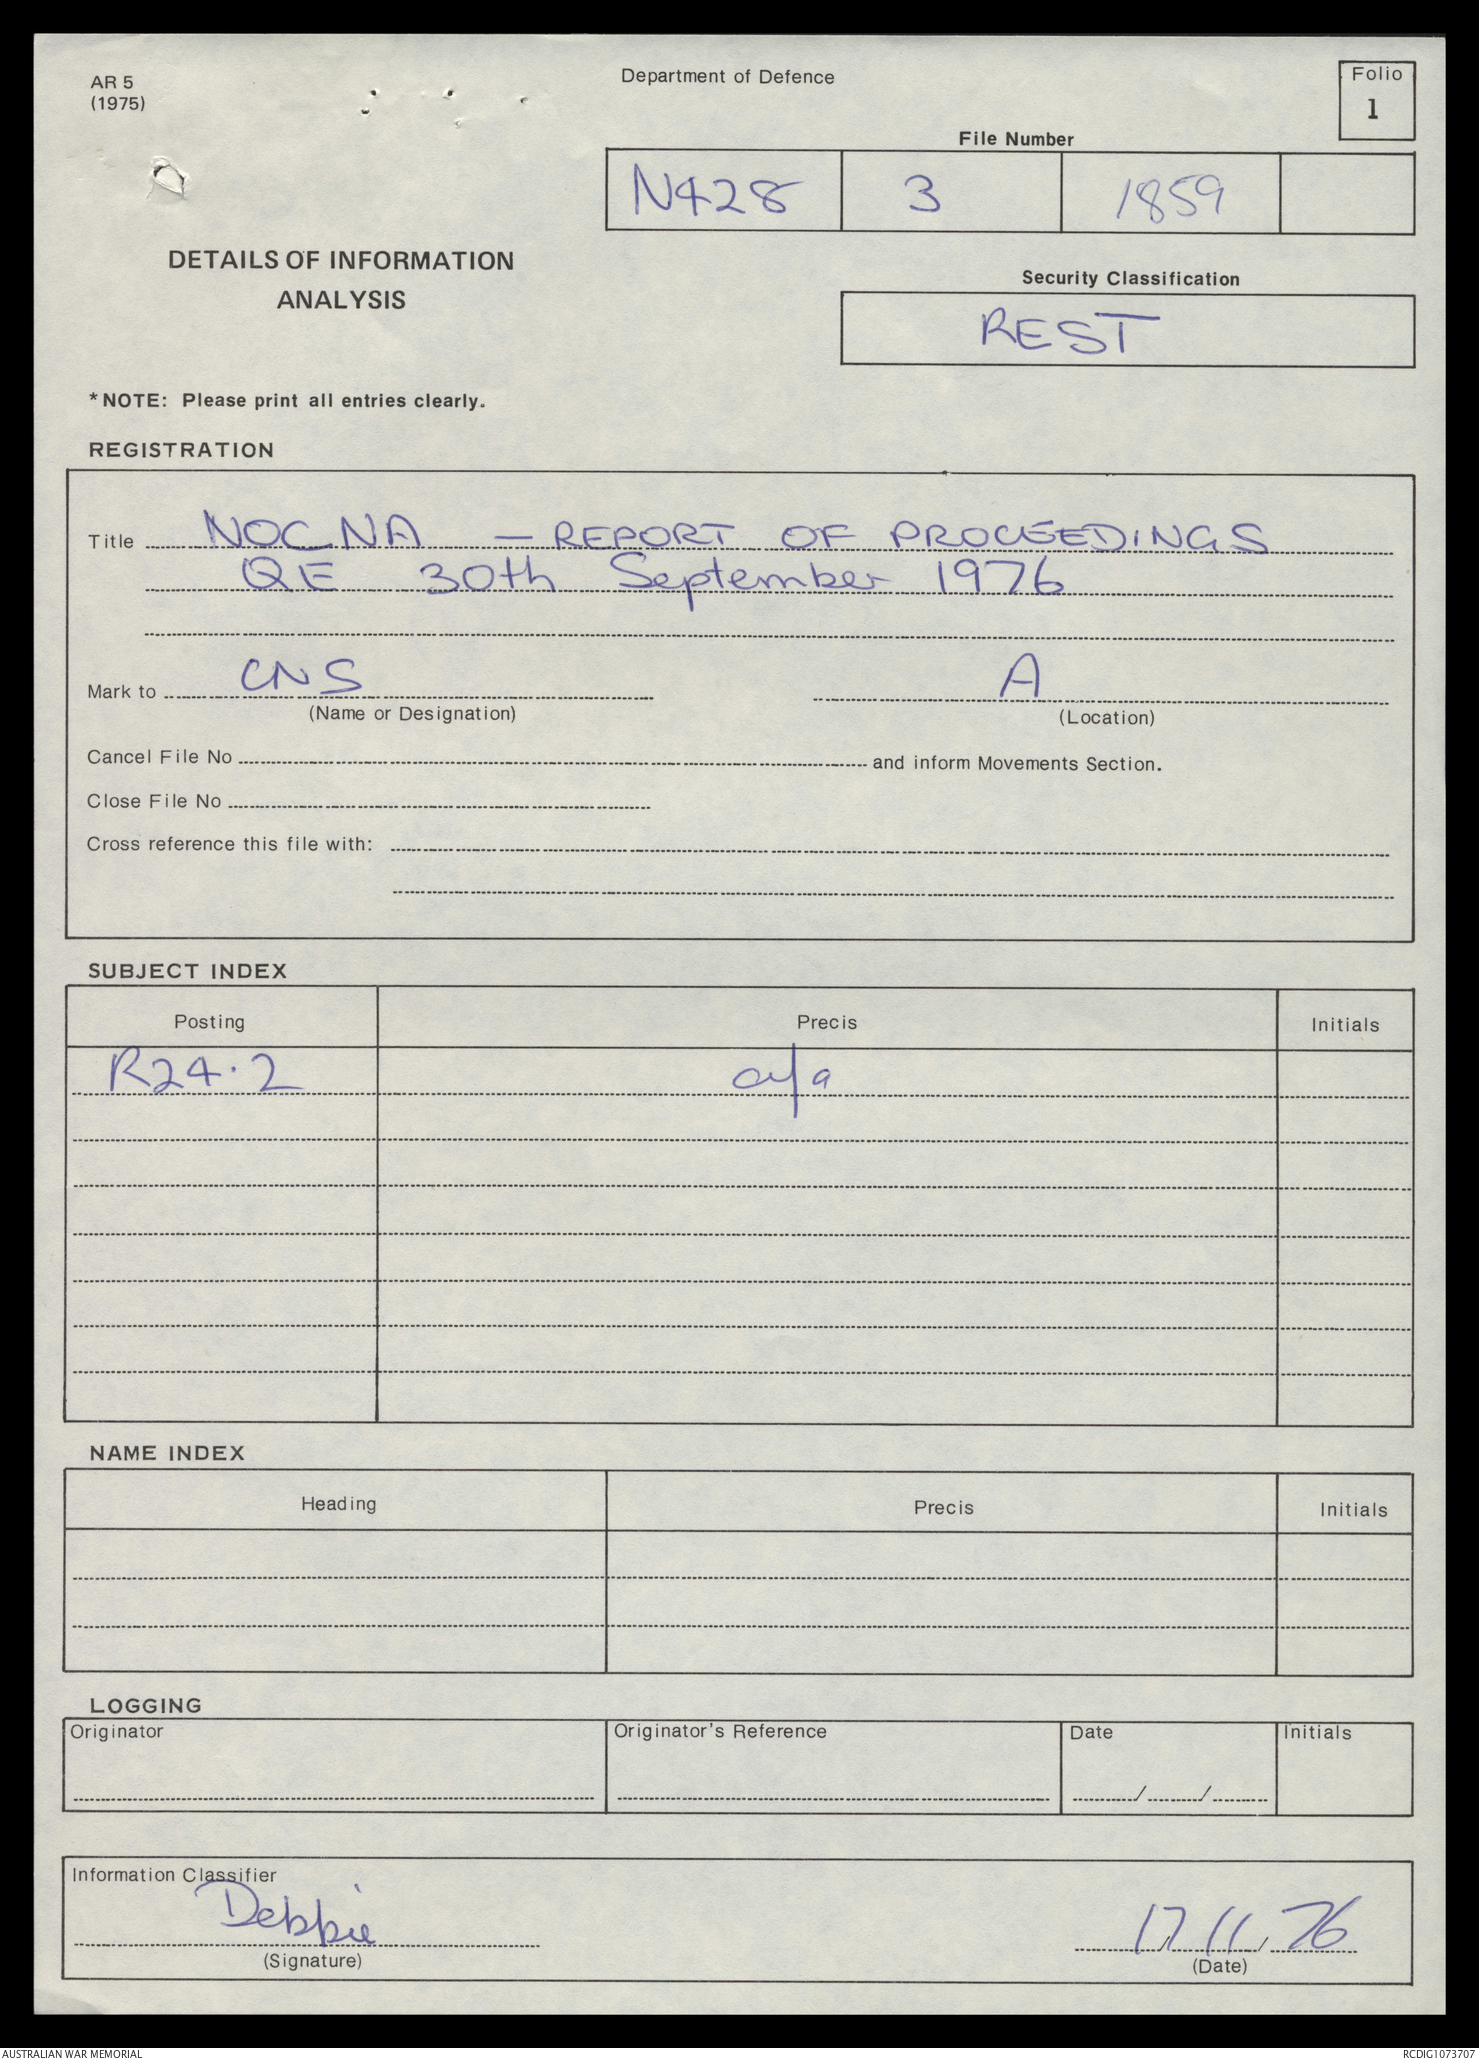 AR 5
(1975)
Department of Defence
Folio
1
File Number
N428 3 1859
DETAILS OF INFORMATION
ANALYSIS
Security Classification
REST
*NOTE: Please print all entries clearly.
REGISTRATION
Title NOCNA — REPORT OF PROCEEDINGS
QE 30th September 1976
Mark to CNS A
(Name or Designation) (Location)
Cancel File No and inform Movements Section.
Close File No
Cross reference this file with:
SUBJECT INDEX
Posting Precis Initials
R24.2 a/a
NAME INDEX
Heading Precis Initials
LOGGING
Originator Originator's Reference Date Initials
/ /
Information Classifier
Debbie 17/11/76
(Signature) (Date)
AUSTRALIAN WAR MEMORIAL RCDIG1073707